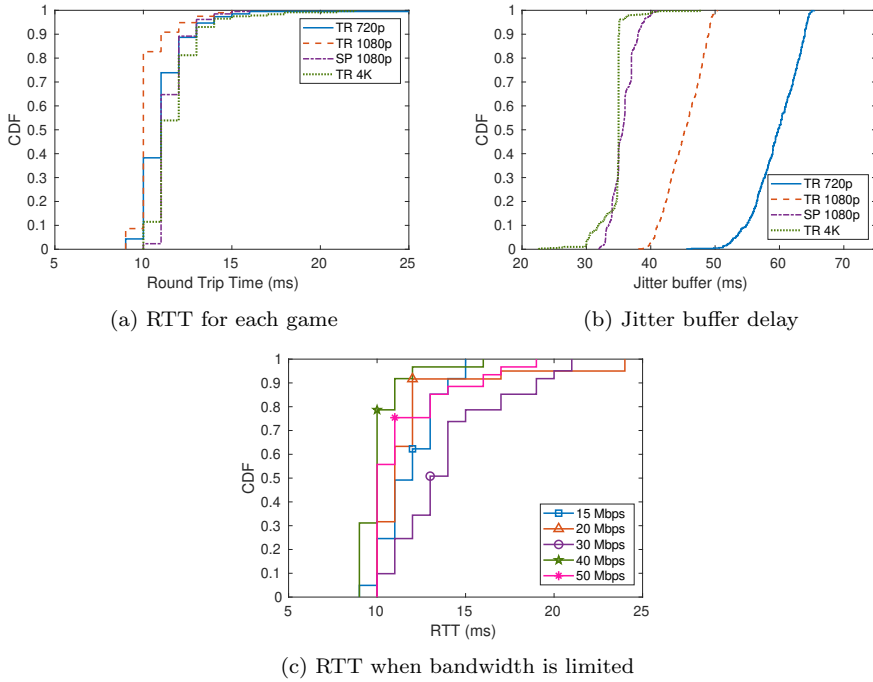 1
0.9
0.8
0.7
0.6
0.5
0.4
0.3
0.2
0.1
0
CDF
5 10 15 20 25
Round Trip Time (ms)
TR 720p
TR 1080p
SP 1080p
TR 4K
(a) RTT for each game
1
0.9
0.8
0.7
0.6
0.5
0.4
0.3
0.2
0.1
0
CDF
20 30 40 50 60 70
Jitter buffer (ms)
TR 720p
TR 1080p
SP 1080p
TR 4K
(b) Jitter buffer delay
1
0.9
0.8
0.7
0.6
0.5
0.4
0.3
0.2
0.1
0
CDF
5 10 15 20 25
RTT (ms)
15 Mbps
20 Mbps
30 Mbps
40 Mbps
50 Mbps
(c) RTT when bandwidth is limited